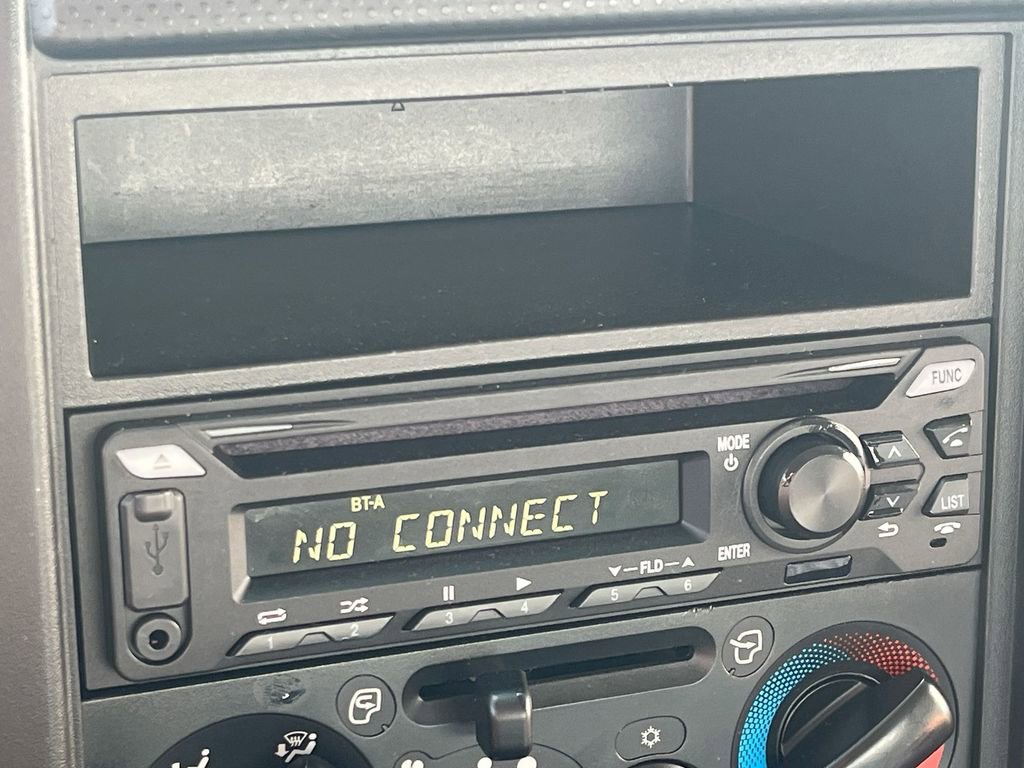 FUNC
MODE
BT-A
NO CONNECT
LIST
ENTER
FLD
1 2 3 4 5 6